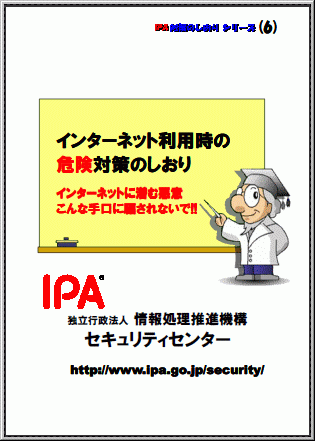 IPA 対策のしおり シリーズ (6)
インターネット利用時の
危険対策のしおり
インターネットに潜む悪意
こんな手口に騙されないで!!
IPA®
独立行政法人 情報処理推進機構
セキュリティセンター
http://www.ipa.go.jp/security/